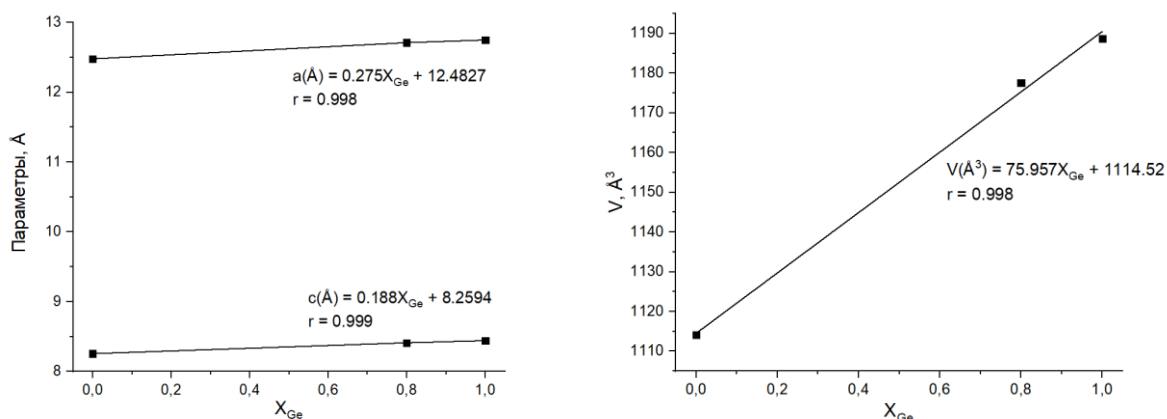 Параметры, Å
13
12
11
10
9
8
a(Å) = 0.275X_Ge + 12.4827
r = 0.998
c(Å) = 0.188X_Ge + 8.2594
r = 0.999
0,0 0,2 0,4 0,6 0,8 1,0
X_Ge
V, Å³
1190
1180
1170
1160
1150
1140
1130
1120
1110
V(Å³) = 75.957X_Ge + 1114.52
r = 0.998
0,0 0,2 0,4 0,6 0,8 1,0
X_Ge